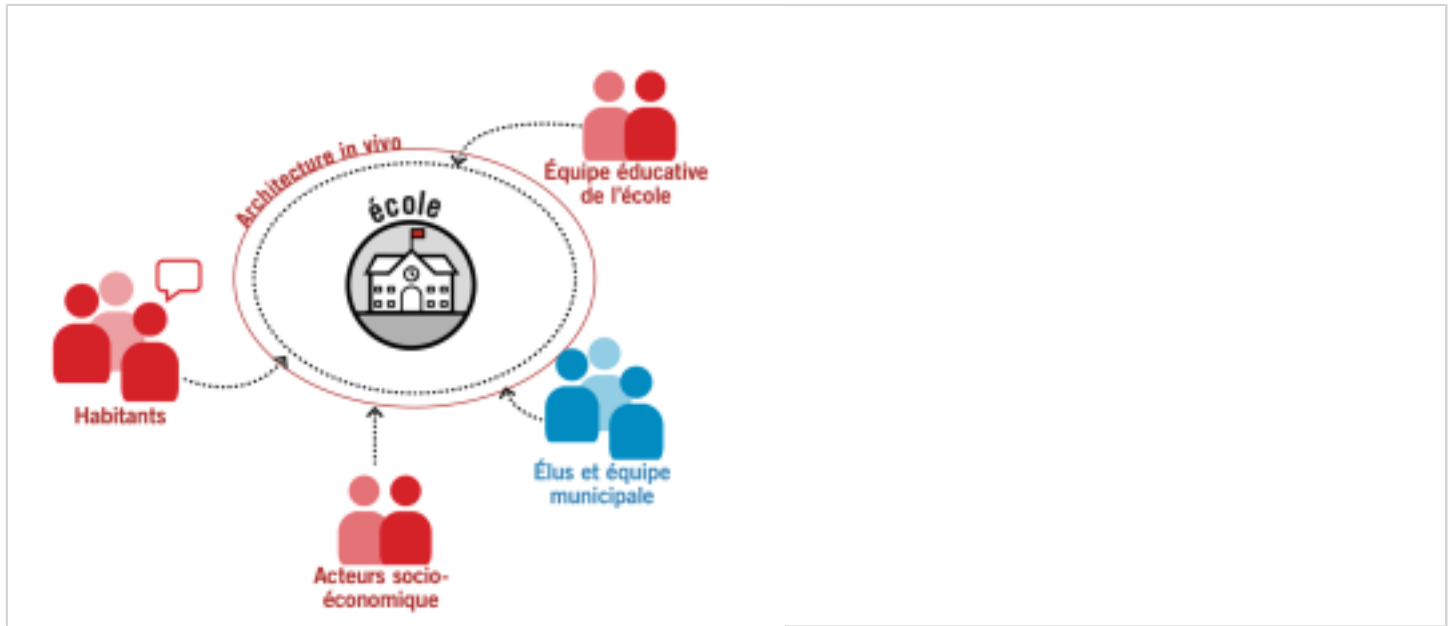 Architecture in vivo
école
Équipe éducative
de l'école
Habitants
Élus et équipe
municipale
Acteurs socio-
économique